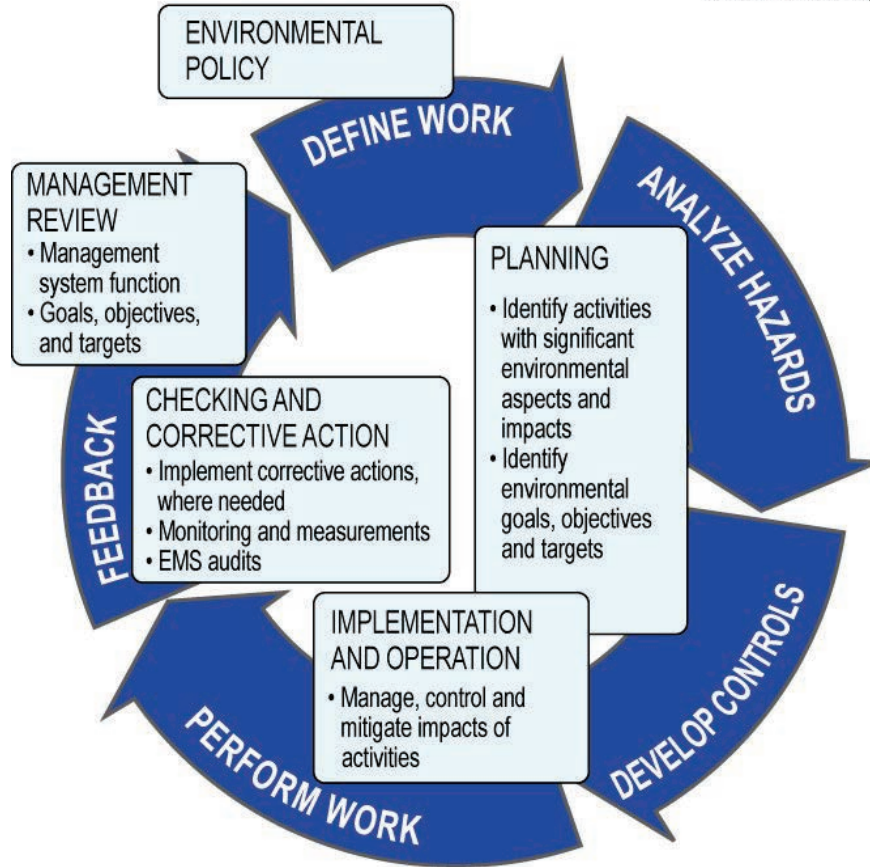 ENVIRONMENTAL
POLICY
DEFINE WORK
ANALYZE HAZARDS
MANAGEMENT
REVIEW
• Management
system function
• Goals, objectives,
and targets
PLANNING
• Identify activities
with significant
environmental
aspects and
impacts
• Identify
environmental
goals, objectives
and targets
CHECKING AND
CORRECTIVE ACTION
• Implement corrective actions,
where needed
• Monitoring and measurements
• EMS audits
FEEDBACK
IMPLEMENTATION
AND OPERATION
• Manage, control and
mitigate impacts of
activities
DEVELOP CONTROLS
PERFORM WORK